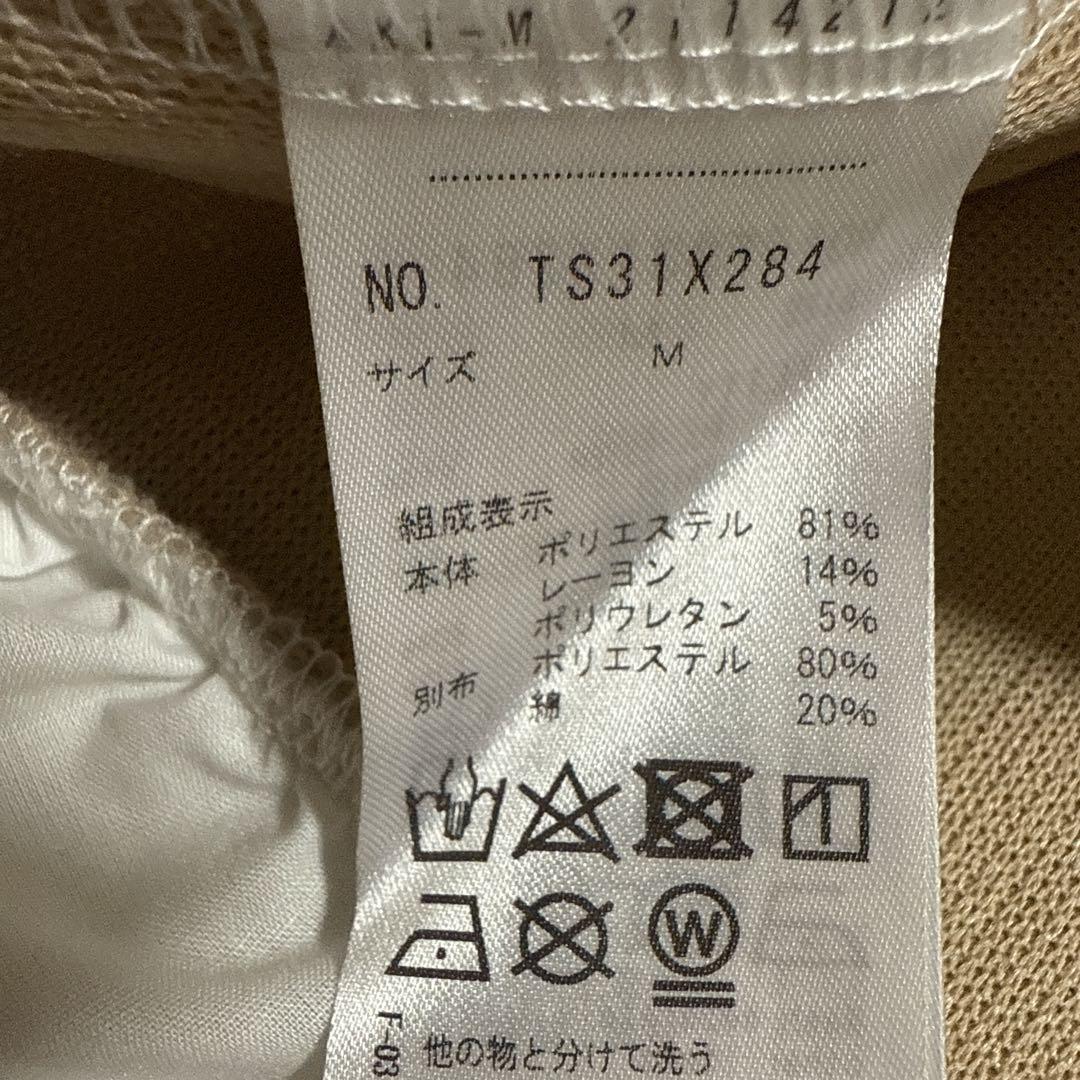 NO. TS31X284
サイズ M
組成表示
本体 ポリエステル 81%
レーヨン 14%
ポリウレタン 5%
別布 ポリエステル 80%
綿 20%
W
他の物と分けて洗う